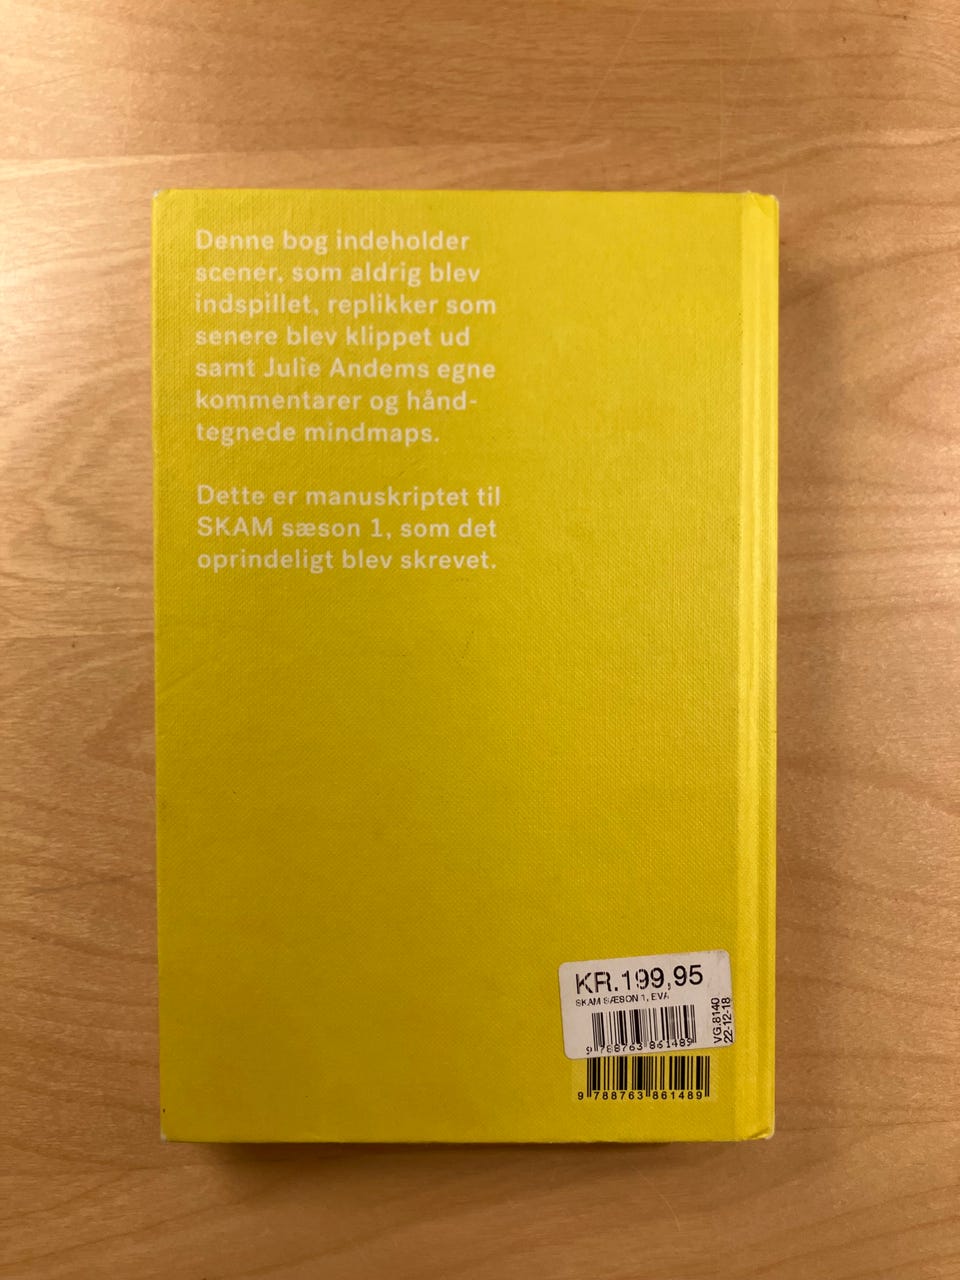 Denne bog indeholder
scener, som aldrig blev
indspillet, replikker som
senere blev klippet ud
samt Julie Andems egne
kommentarer og hånd-
tegnede mindmaps.
Dette er manuskriptet til
SKAM sæson 1, som det
oprindeligt blev skrevet.
KR.199,95
SKAM SÆSON 1, EVA
9 788763 861489
VG.8140
22-12-18
9 788763 861489